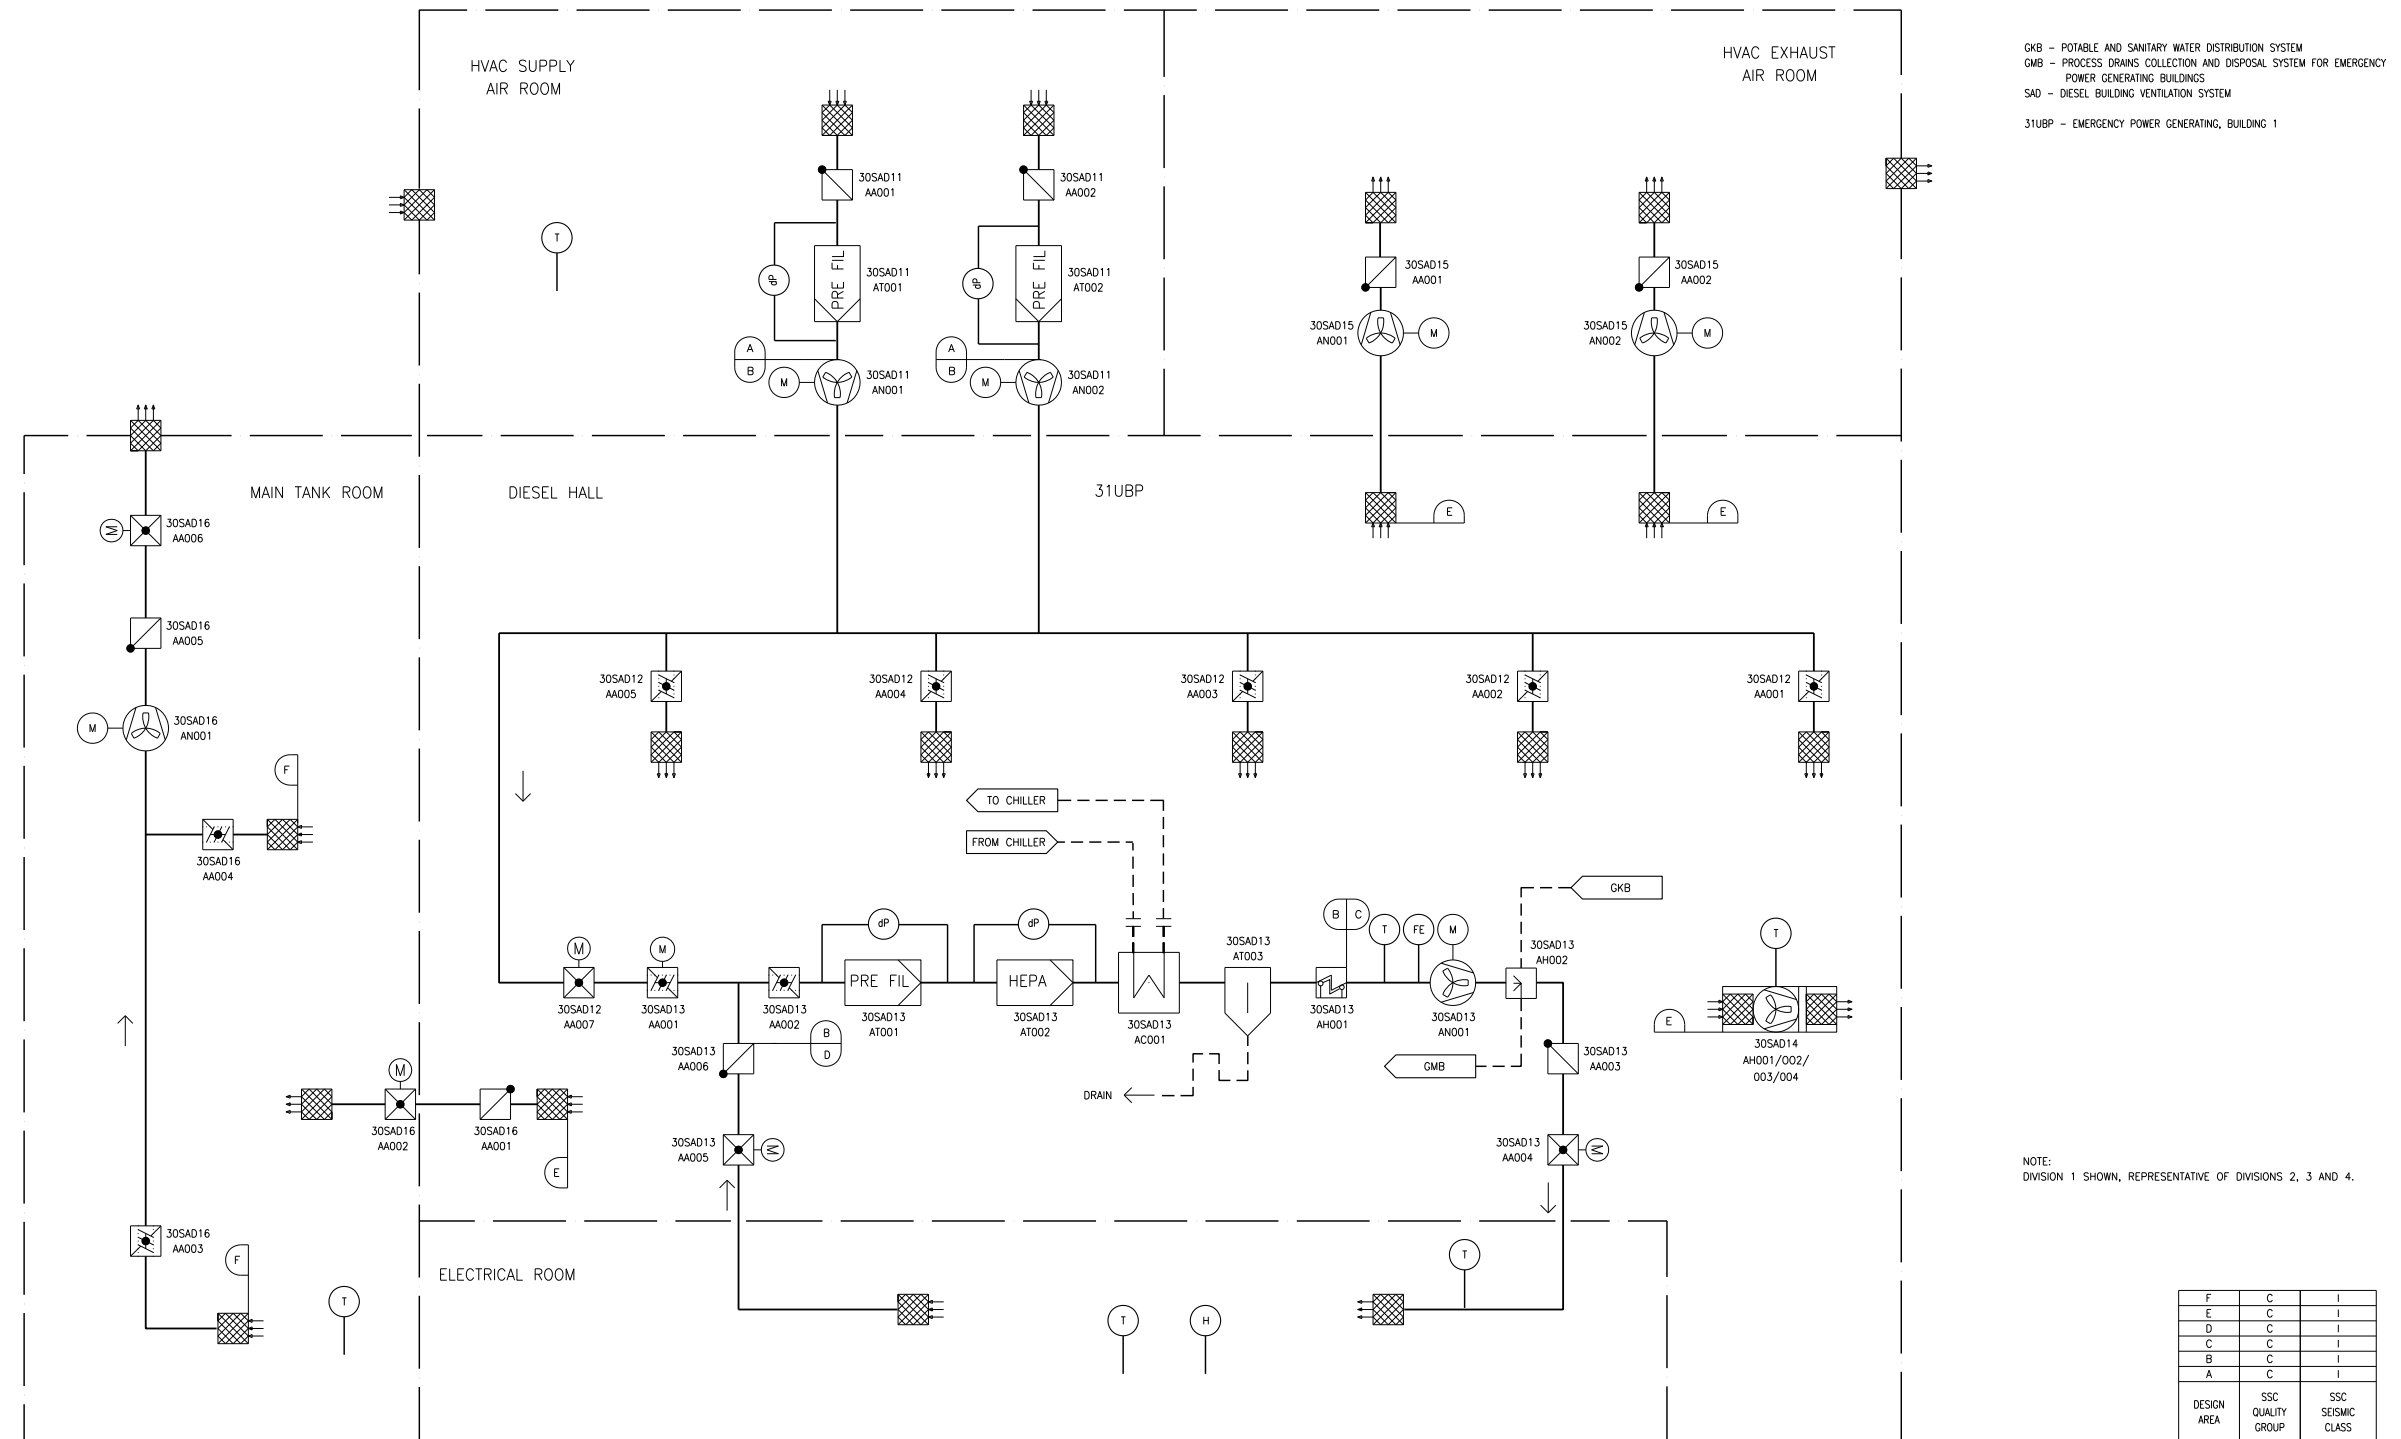 HVAC SUPPLY
AIR ROOM
HVAC EXHAUST
AIR ROOM
GKB – POTABLE AND SANITARY WATER DISTRIBUTION SYSTEM
GMB – PROCESS DRAINS COLLECTION AND DISPOSAL SYSTEM FOR EMERGENCY
POWER GENERATING BUILDINGS
SAD – DIESEL BUILDING VENTILATION SYSTEM
31UBP – EMERGENCY POWER GENERATING, BUILDING 1
30SAD11
AA001
30SAD11
AA002
T
dP
PRE FIL
30SAD11
AT001
dP
PRE FIL
30SAD11
AT002
30SAD15
AA001
30SAD15
AA002
30SAD15
AN001
M
30SAD15
AN002
M
A
B
M
30SAD11
AN001
A
B
M
30SAD11
AN002
MAIN TANK ROOM
DIESEL HALL
31UBP
E
E
M
30SAD16
AA006
30SAD16
AA005
M
30SAD16
AN001
30SAD12
AA005
30SAD12
AA004
30SAD12
AA003
30SAD12
AA002
30SAD12
AA001
F
30SAD16
AA004
TO CHILLER
FROM CHILLER
GKB
M
30SAD12
AA007
M
30SAD13
AA001
30SAD13
AA002
dP
PRE FIL
30SAD13
AT001
dP
HEPA
30SAD13
AT002
30SAD13
AC001
30SAD13
AT003
B
C
30SAD13
AH001
T
FE
M
30SAD13
AN001
30SAD13
AH002
T
E
30SAD14
AH001/002/
003/004
B
D
30SAD13
AA006
DRAIN
GMB
30SAD13
AA003
M
30SAD16
AA002
30SAD16
AA001
E
30SAD13
AA005
M
30SAD13
AA004
M
NOTE:
DIVISION 1 SHOWN, REPRESENTATIVE OF DIVISIONS 2, 3 AND 4.
30SAD16
AA003
F
T
ELECTRICAL ROOM
T
H
T
F C I
E C I
D C I
C C I
B C I
A C I
DESIGN
AREA
SSC
QUALITY
GROUP
SSC
SEISMIC
CLASS